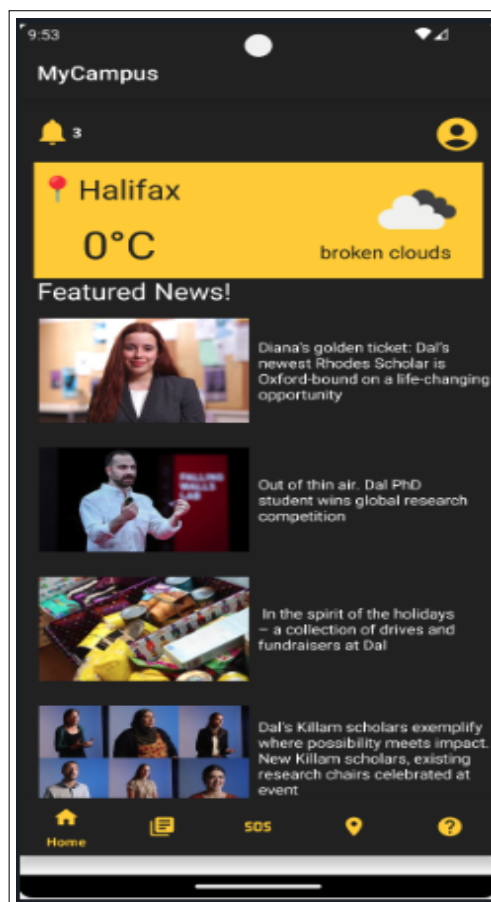 9:53
MyCampus
3
Halifax
0°C
broken clouds
Featured News!
Diana's golden ticket: Dal's
newest Rhodes Scholar is
Oxford-bound on a life-changing
opportunity
FALLING
WALLS
LAB
Out of thin air. Dal PhD
student wins global research
competition
In the spirit of the holidays
– a collection of drives and
fundraisers at Dal
Dal's Killam scholars exemplify
where possibility meets impact.
New Killam scholars, existing
research chairs celebrated at
event
SOS
Home